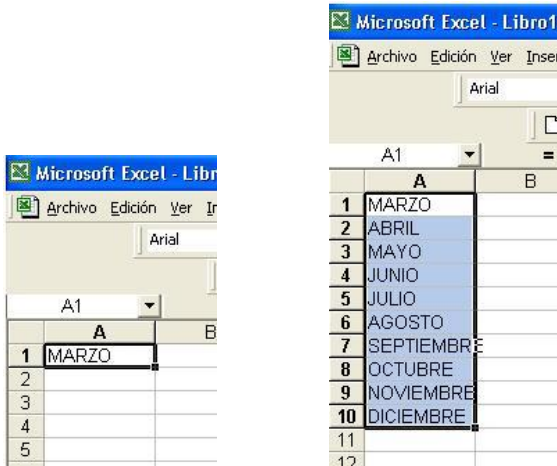 Microsoft Excel - Libr
Archivo Edición Ver
Arial
A1
A B
1 MARZO
2
3
4
5
Microsoft Excel - Libro1
Archivo Edición Ver Inser
Arial
A1 =
A B
1 MARZO
2 ABRIL
3 MAYO
4 JUNIO
5 JULIO
6 AGOSTO
7 SEPTIEMBRE
8 OCTUBRE
9 NOVIEMBRE
10 DICIEMBRE
11
12